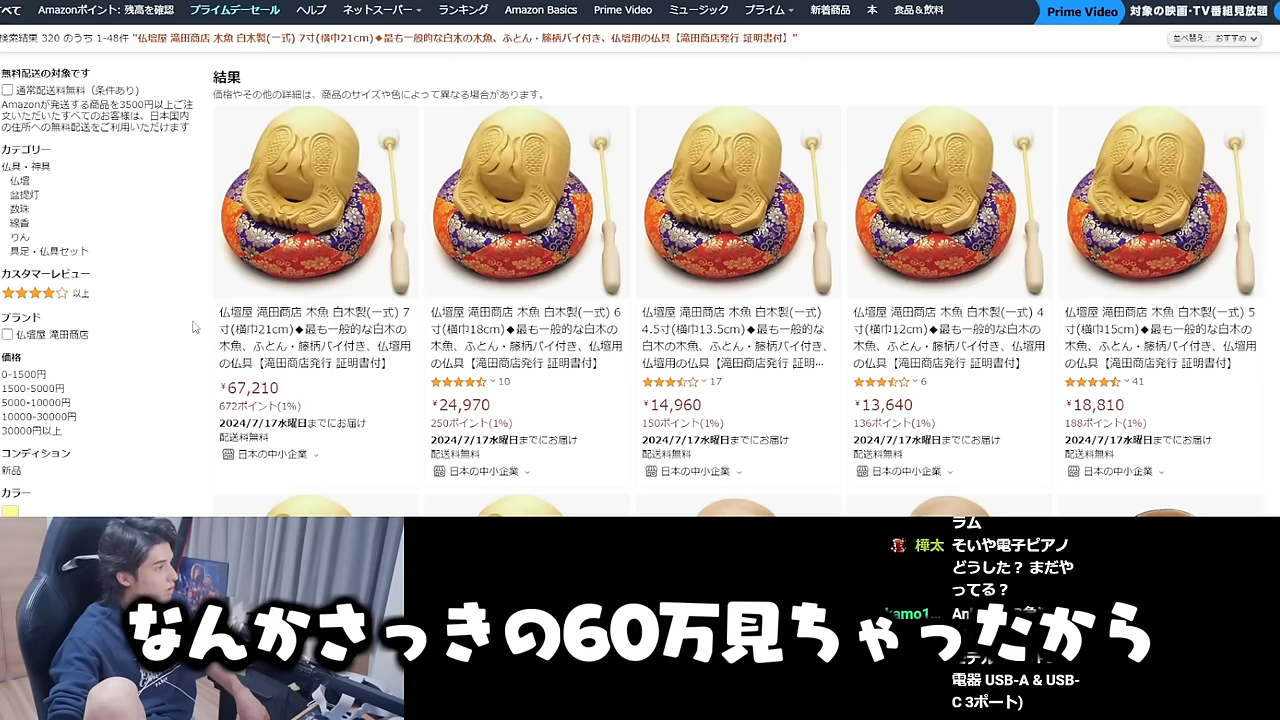 べて Amazonポイント: 残高を確認 プライムデーセール ヘルプ ネットスーパー ランキング Amazon Basics Prime Video ミュージック プライム 新着商品 本 食品&飲料
Prime Video 対象の映画・TV番組見放題
検索結果 320 のうち 1-48件 "仏壇屋 滝田商店 木魚 白木製(一式) 7寸(横巾21cm)◆最も一般的な白木の木魚、ふとん・籐柄バイ付き、仏壇用の仏具【滝田商店発行 証明書付】"
並べ替え: おすすめ
無料配送の対象です
通常配送料無料（条件あり)
Amazonが発送する商品を3500円以上ご注
文いただいたすべてのお客様は、日本国内
の住所への無料配送をご利用いただけます
カテゴリー
仏具・神具
仏壇
盆提灯
数珠
線香
りん
具足・仏具セット
カスタマーレビュー
以上
ブランド
仏壇屋 滝田商店
価格
0-1500円
1500-5000円
5000-10000円
10000-30000円
30000円以上
コンディション
新品
カラー
結果
価格やその他の詳細は、商品のサイズや色によって異なる場合があります。
仏壇屋 滝田商店 木魚 白木製(一式) 7
寸(横巾21cm)◆最も一般的な白木の
木魚、ふとん・籐柄バイ付き、仏壇用
の仏具【滝田商店発行 証明書付】
¥67,210
672ポイント(1%)
2024/7/17水曜日までにお届け
配送料無料
日本の中小企業
仏壇屋 滝田商店 木魚 白木製(一式) 6
寸(横巾18cm)◆最も一般的な白木の
木魚、ふとん・籐柄バイ付き、仏壇用
の仏具【滝田商店発行 証明書付】
10
¥24,970
250ポイント(1%)
2024/7/17水曜日までにお届け
配送料無料
日本の中小企業
仏壇屋 滝田商店 木魚 白木製(一式)
4.5寸(横巾13.5cm)◆最も一般的な
白木の木魚、ふとん・籐柄バイ付き、
仏壇用の仏具【滝田商店発行 証明…
17
¥14,960
150ポイント(1%)
2024/7/17水曜日までにお届け
配送料無料
日本の中小企業
仏壇屋 滝田商店 木魚 白木製(一式) 4
寸(横巾12cm)◆最も一般的な白木の
木魚、ふとん・籐柄バイ付き、仏壇用
の仏具【滝田商店発行 証明書付】
6
¥13,640
136ポイント(1%)
2024/7/17水曜日までにお届け
配送料無料
日本の中小企業
仏壇屋 滝田商店 木魚 白木製(一式) 5
寸(横巾15cm)◆最も一般的な白木の
木魚、ふとん・籐柄バイ付き、仏壇用
の仏具【滝田商店発行 証明書付】
41
¥18,810
188ポイント(1%)
2024/7/17水曜日までにお届け
配送料無料
日本の中小企業
ラム
樺太 そいや電子ピアノ
どうした？ まだや
ってる？
kamo1...
なんかさっきの60万見ちゃったから
電器 USB-A & USB-
C 3ポート)